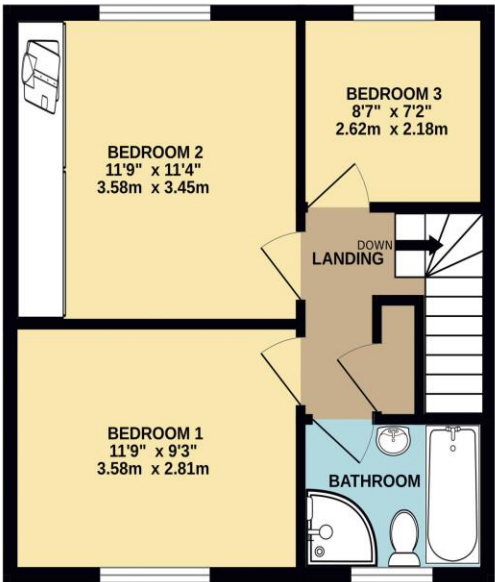 BEDROOM 2
11'9" x 11'4"
3.58m x 3.45m
BEDROOM 3
8'7" x 7'2"
2.62m x 2.18m
DOWN
LANDING
BEDROOM 1
11'9" x 9'3"
3.58m x 2.81m
BATHROOM